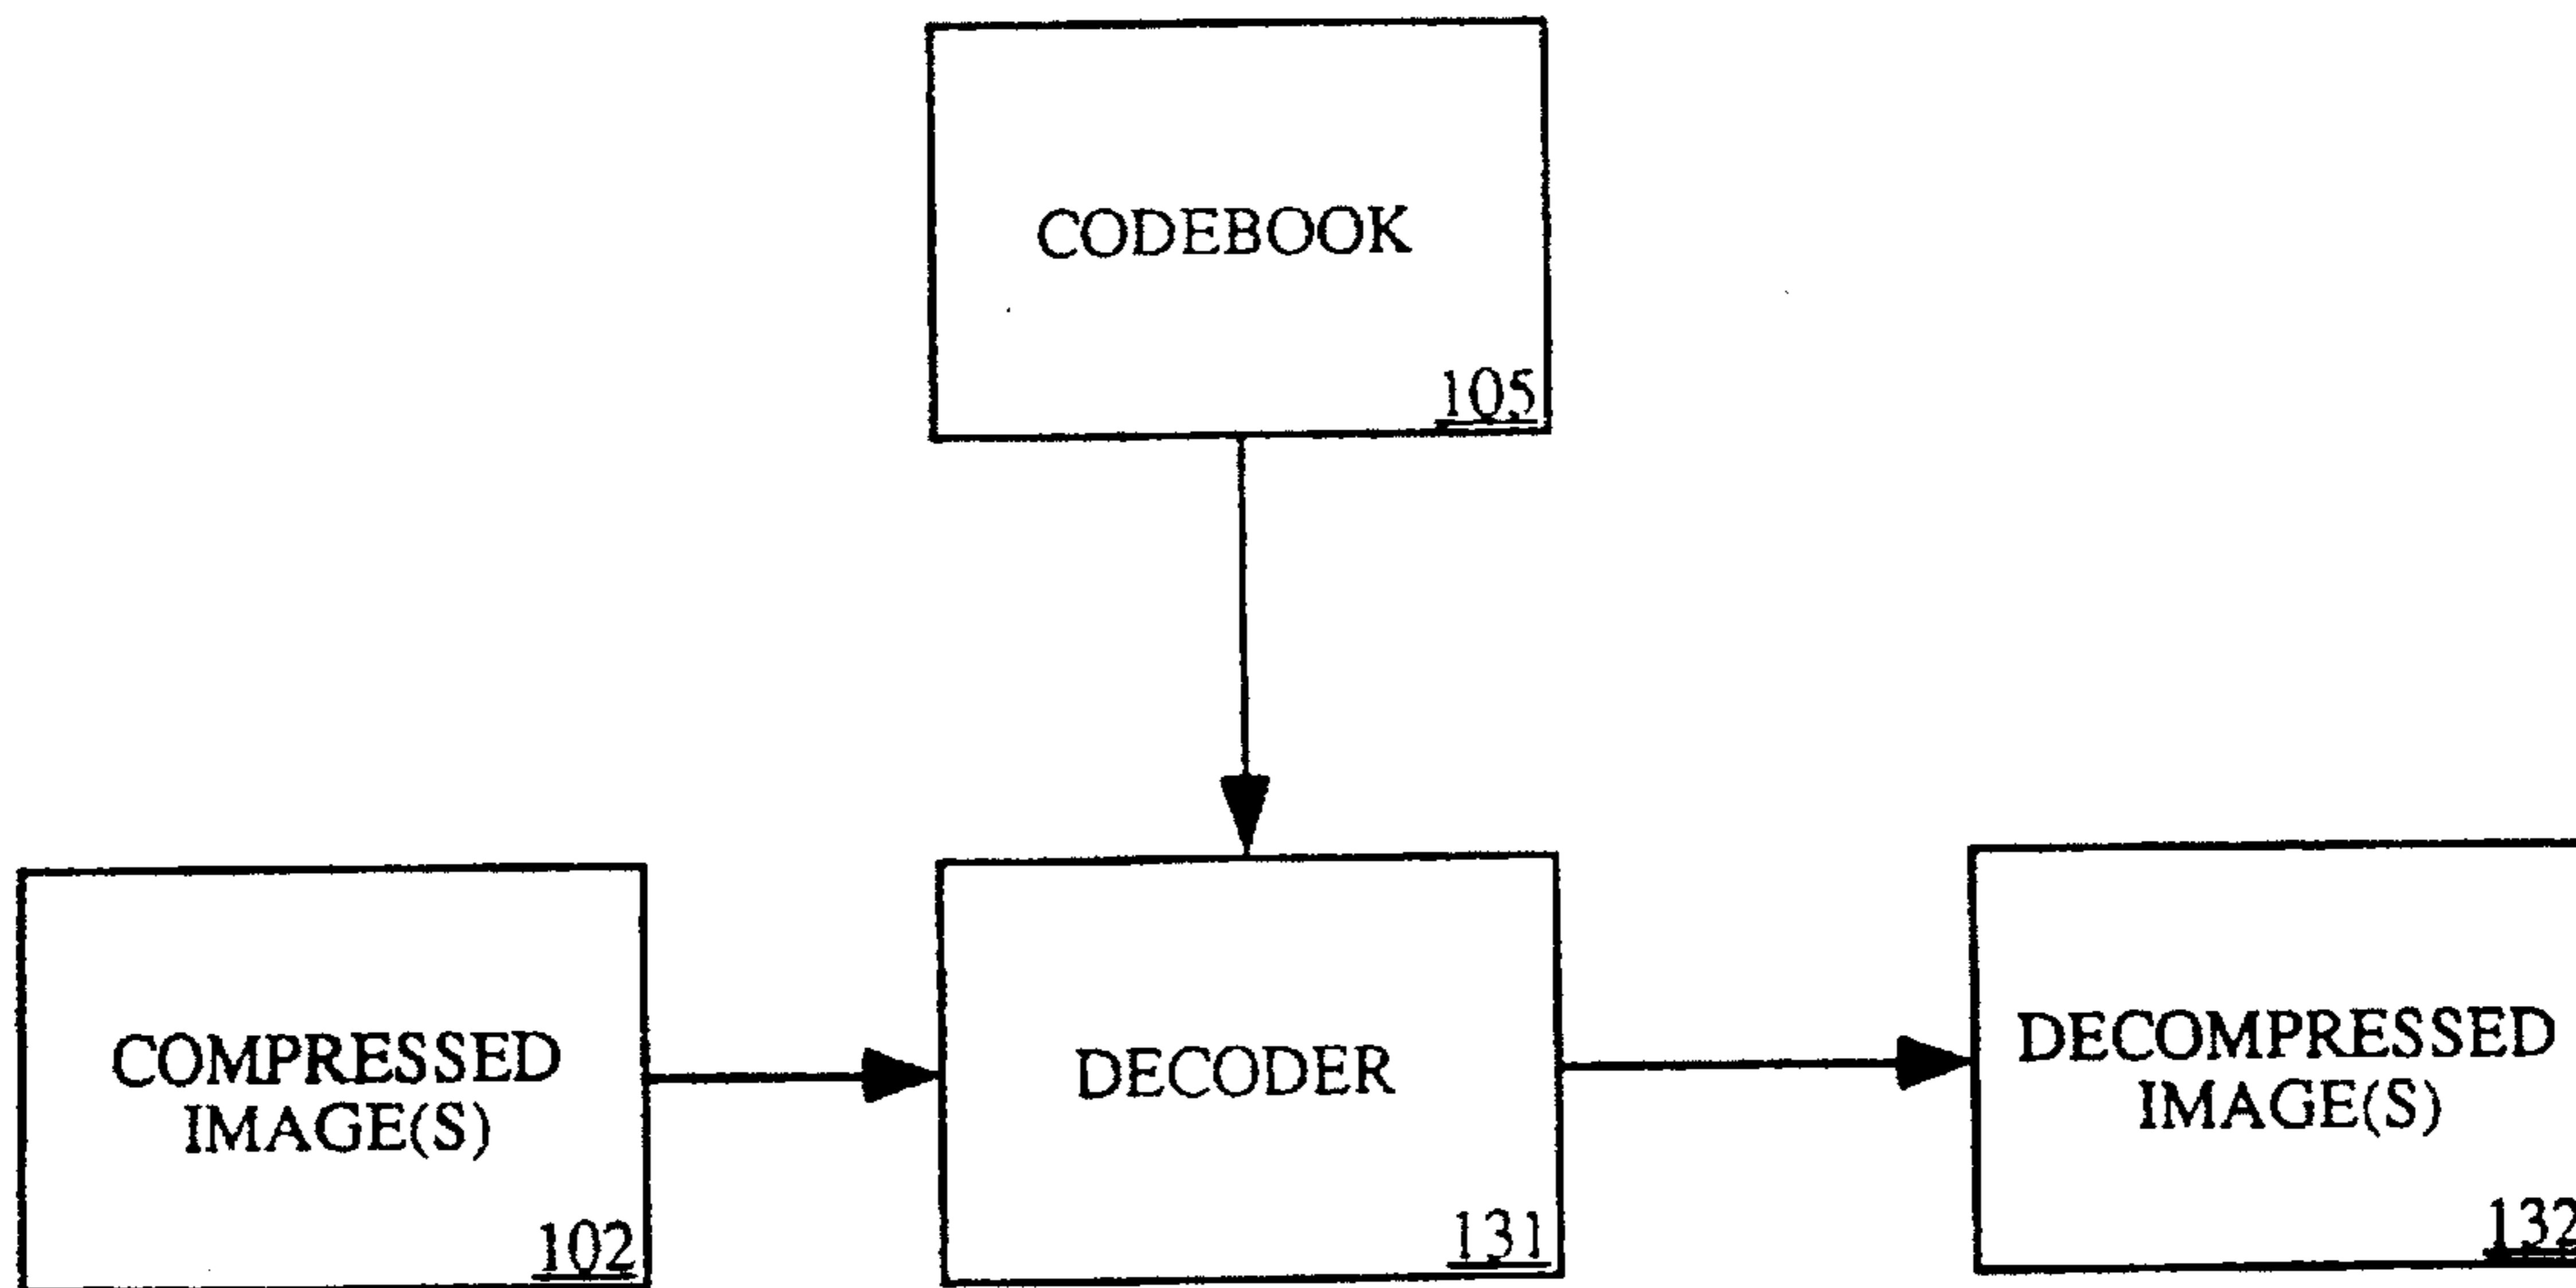 CODEBOOK
105
COMPRESSED
IMAGE(S)
102
DECODER
131
DECOMPRESSED
IMAGE(S)
132